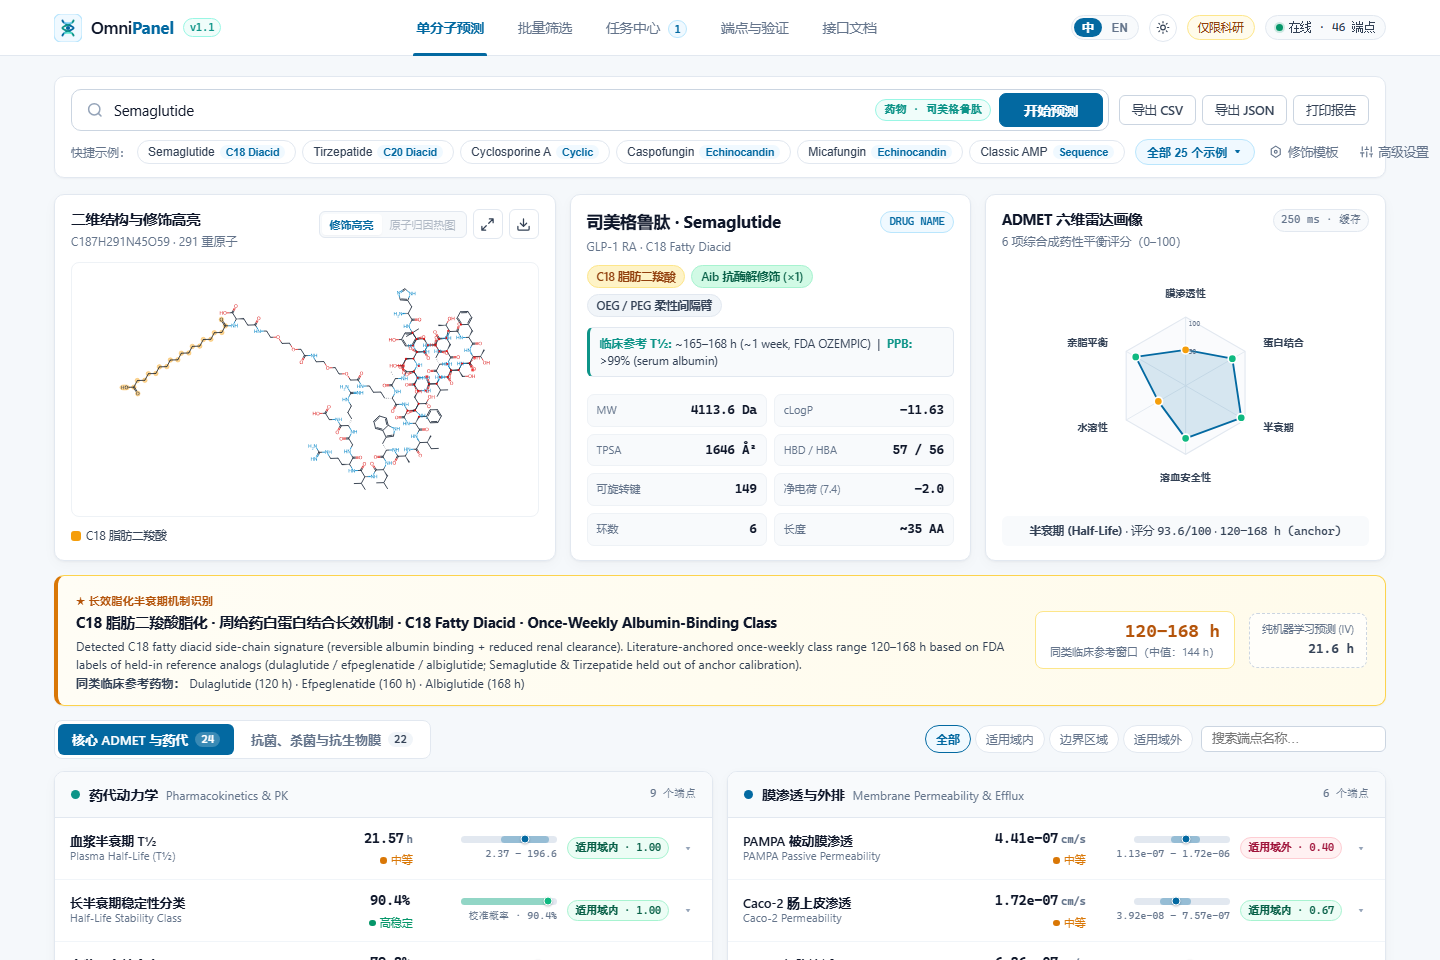 OmniPanel v1.1
单分子预测 批量筛选 任务中心 1 端点与验证 接口文档
中 EN 仅限科研 在线 · 46 端点
Semaglutide 药物 · 司美格鲁肽 开始预测 导出 CSV 导出 JSON 打印报告
快捷示例： Semaglutide C18 Diacid Tirzepatide C20 Diacid Cyclosporine A Cyclic Caspofungin Echinocandin Micafungin Echinocandin Classic AMP Sequence 全部 25 个示例 修饰模板 高级设置
二维结构与修饰高亮
C187H291N45O59 · 291 重原子
修饰高亮 原子归因热图
C18 脂肪二羧酸
司美格鲁肽 · Semaglutide DRUG NAME
GLP-1 RA · C18 Fatty Diacid
C18 脂肪二羧酸 Aib 抗酶解修饰 (×1)
OEG / PEG 柔性间隔臂
临床参考 T½: ~165–168 h (~1 week, FDA OZEMPIC) | PPB:
>99% (serum albumin)
MW 4113.6 Da cLogP −11.63
TPSA 1646 Å² HBD / HBA 57 / 56
可旋转键 149 净电荷 (7.4) −2.0
环数 6 长度 ~35 AA
ADMET 六维雷达画像 250 ms · 缓存
6 项综合成药性平衡评分（0–100）
膜渗透性
100
亲脂平衡 蛋白结合
水溶性 半衰期
溶血安全性
半衰期 (Half-Life) · 评分 93.6/100 · 120–168 h (anchor)
★ 长效脂化半衰期机制识别
C18 脂肪二羧酸脂化 · 周给药白蛋白结合长效机制 · C18 Fatty Diacid · Once-Weekly Albumin-Binding Class
Detected C18 fatty diacid side-chain signature (reversible albumin binding + reduced renal clearance). Literature-anchored once-weekly class range 120–168 h based on FDA
labels of held-in reference analogs (dulaglutide / efpeglenatide / albiglutide; Semaglutide & Tirzepatide held out of anchor calibration).
同类临床参考药物： Dulaglutide (120 h) · Efpeglenatide (160 h) · Albiglutide (168 h)
120–168 h
同类临床参考窗口（中值：144 h）
纯机器学习预测 (IV)
21.6 h
核心 ADMET 与药代 24 抗菌、杀菌与抗生物膜 22
全部 适用域内 边界区域 适用域外 搜索端点名称...
药代动力学 Pharmacokinetics & PK 9 个端点
血浆半衰期 T½ 21.57 h
Plasma Half-Life (T½) 中等 2.37 – 196.6 适用域内 · 1.00
长半衰期稳定性分类 90.4%
Half-Life Stability Class 高稳定 校准概率 · 90.4% 适用域内 · 1.00
膜渗透与外排 Membrane Permeability & Efflux 6 个端点
PAMPA 被动膜渗透 4.41e−07 cm/s
PAMPA Passive Permeability 中等 1.13e-07 – 1.72e-06 适用域外 · 0.40
Caco-2 肠上皮渗透 1.72e−07 cm/s
Caco-2 Permeability 中等 3.92e-08 – 7.57e-07 适用域内 · 0.67